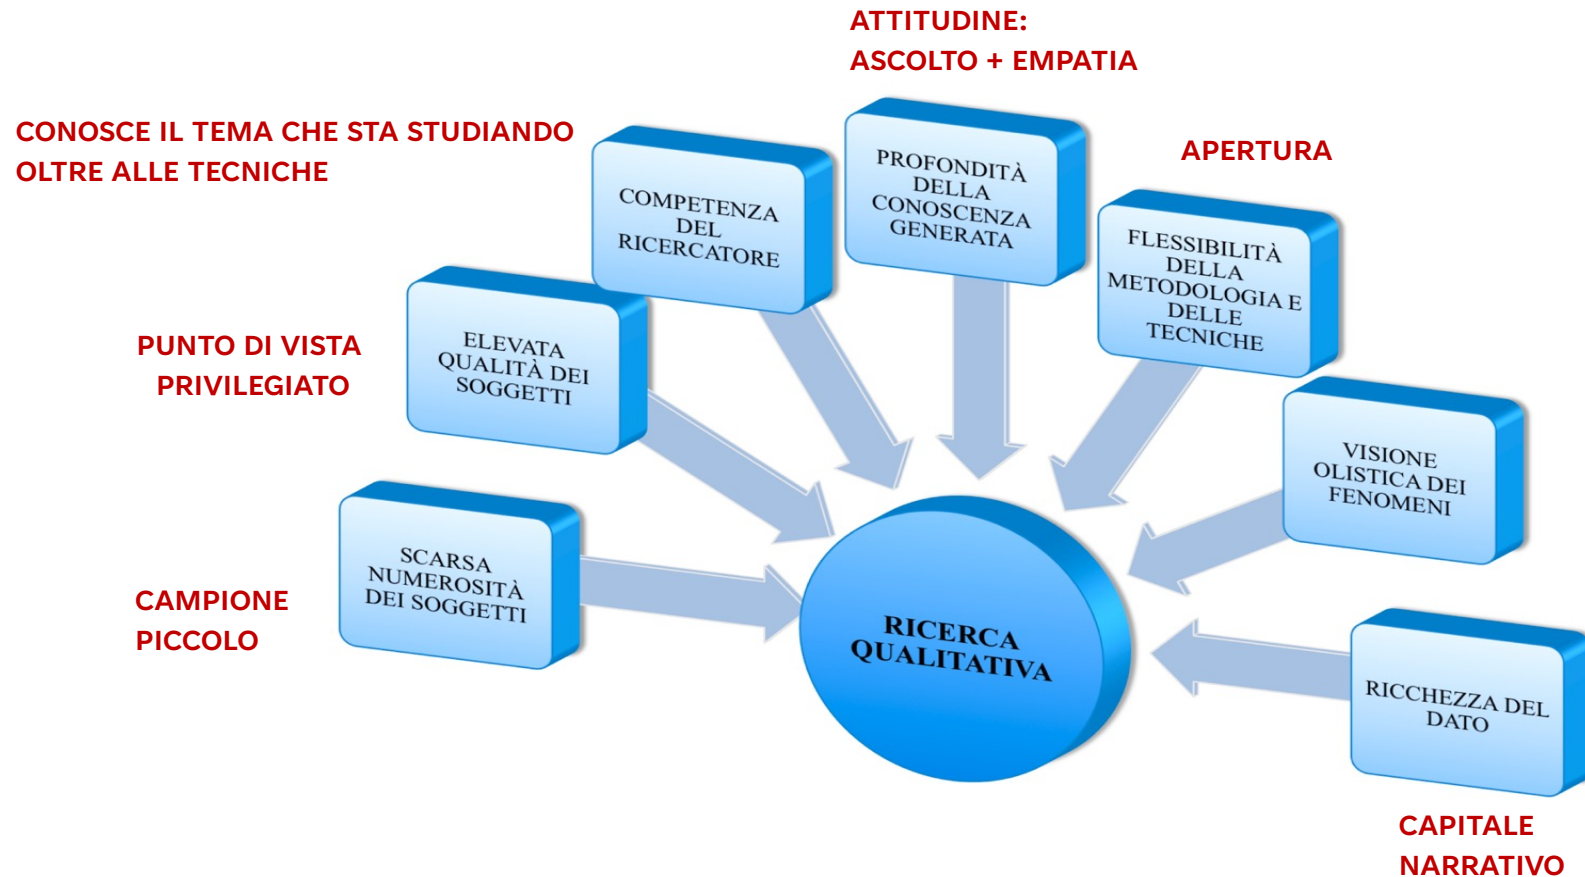 ATTITUDINE:
ASCOLTO + EMPATIA
CONOSCE IL TEMA CHE STA STUDIANDO
OLTRE ALLE TECNICHE
APERTURA
PROFONDITÀ
DELLA
CONOSCENZA
GENERATA
COMPETENZA
DEL
RICERCATORE
FLESSIBILITÀ
DELLA
METODOLOGIA E
DELLE
TECNICHE
PUNTO DI VISTA
PRIVILEGIATO
ELEVATA
QUALITÀ DEI
SOGGETTI
VISIONE
OLISTICA DEI
FENOMENI
CAMPIONE
PICCOLO
SCARSA
NUMEROSITÀ
DEI SOGGETTI
RICERCA
QUALITATIVA
RICCHEZZA DEL
DATO
CAPITALE
NARRATIVO